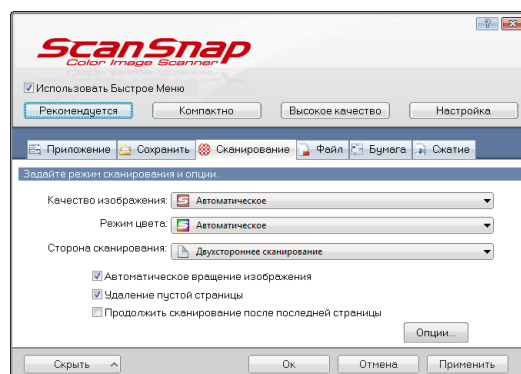 ScanSnap
Color Image Scanner
Использовать Быстрое Меню
Рекомендуется Компактно Высокое качество Настройка
Приложение Сохранить Сканирование Файл Бумага Сжатие
Задайте режим сканирования и опции.
Качество изображения: Автоматическое
Режим цвета: Автоматическое
Сторона сканирования: Двухстороннее сканирование
Автоматическое вращение изображения
Удаление пустой страницы
Продолжить сканирование после последней страницы
Опции...
Скрыть Ок Отмена Применить